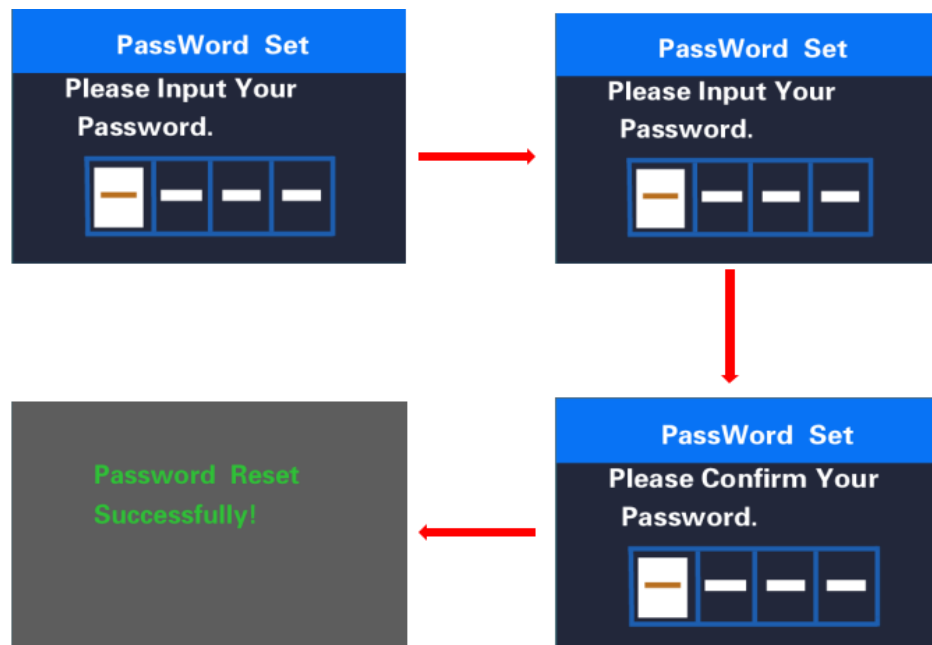 PassWord Set
Please Input Your
Password.
PassWord Set
Please Input Your
Password.
PassWord Set
Please Confirm Your
Password.
Password Reset
Successfully!